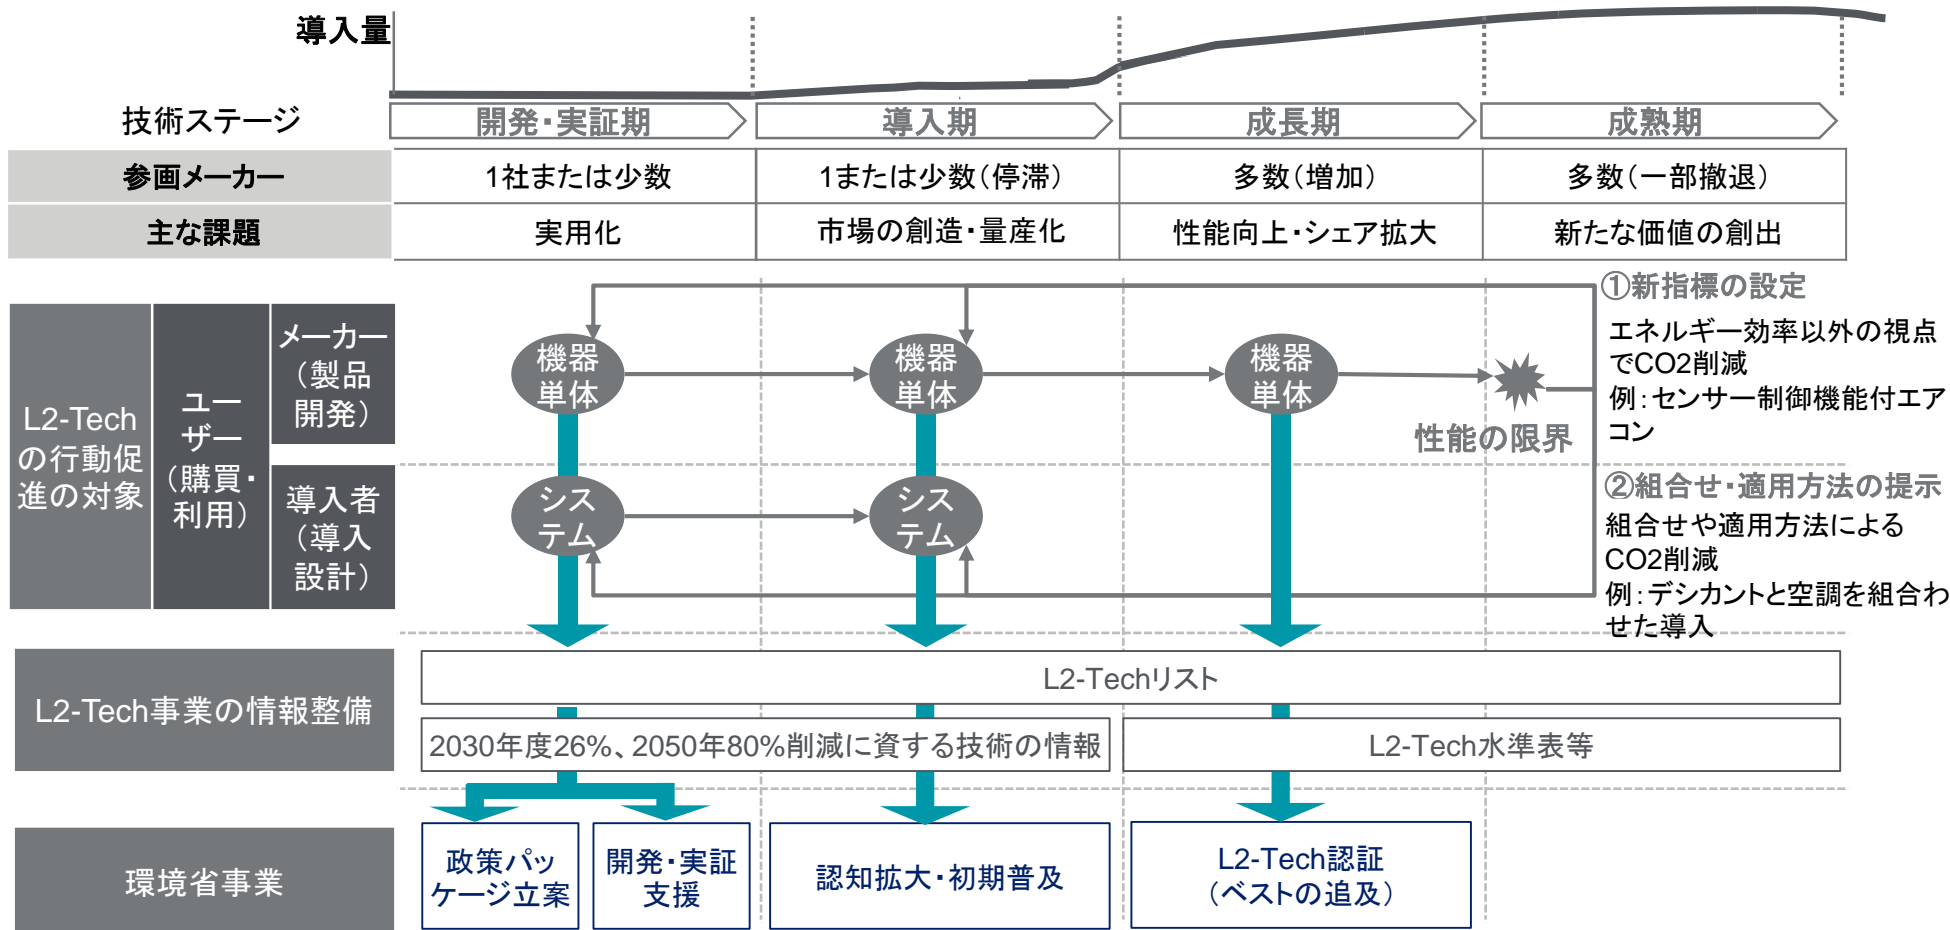 導入量
技術ステージ
開発・実証期
導入期
成長期
成熟期
参画メーカー
1社または少数
1または少数（停滞）
多数（増加）
多数（一部撤退）
主な課題
実用化
市場の創造・量産化
性能向上・シェア拡大
新たな価値の創出
L2-Tech
の行動促
進の対象
ユー
ザー
（購買・
利用）
メーカー
（製品
開発）
導入者
（導入
設計）
機器
単体
機器
単体
機器
単体
性能の限界
シス
テム
シス
テム
①新指標の設定
エネルギー効率以外の視点
でCO2削減
例：センサー制御機能付エア
コン
②組合せ・適用方法の提示
組合せや適用方法による
CO2削減
例：デシカントと空調を組合わ
せた導入
L2-Tech事業の情報整備
L2-Techリスト
2030年度26%、2050年80%削減に資する技術の情報
L2-Tech水準表等
環境省事業
政策パッ
ケージ立案
開発・実証
支援
認知拡大・初期普及
L2-Tech認証
（ベストの追及）